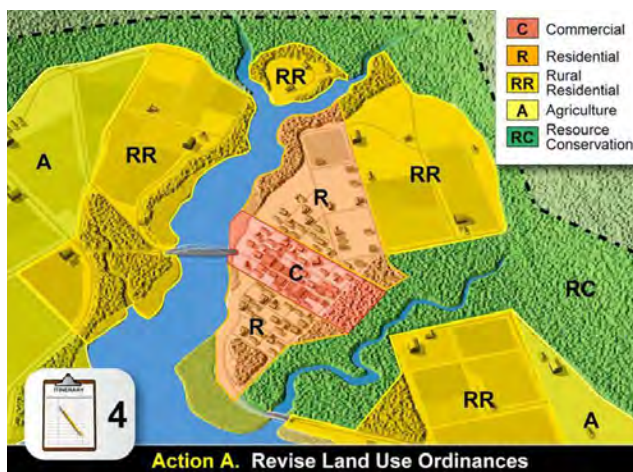 C Commercial
R Residential
RR Rural
Residential
A Agriculture
RC Resource
Conservation
RR
A
RR
RR
R
C
RC
R
RR
A
ITINERARY
4
Action A. Revise Land Use Ordinances